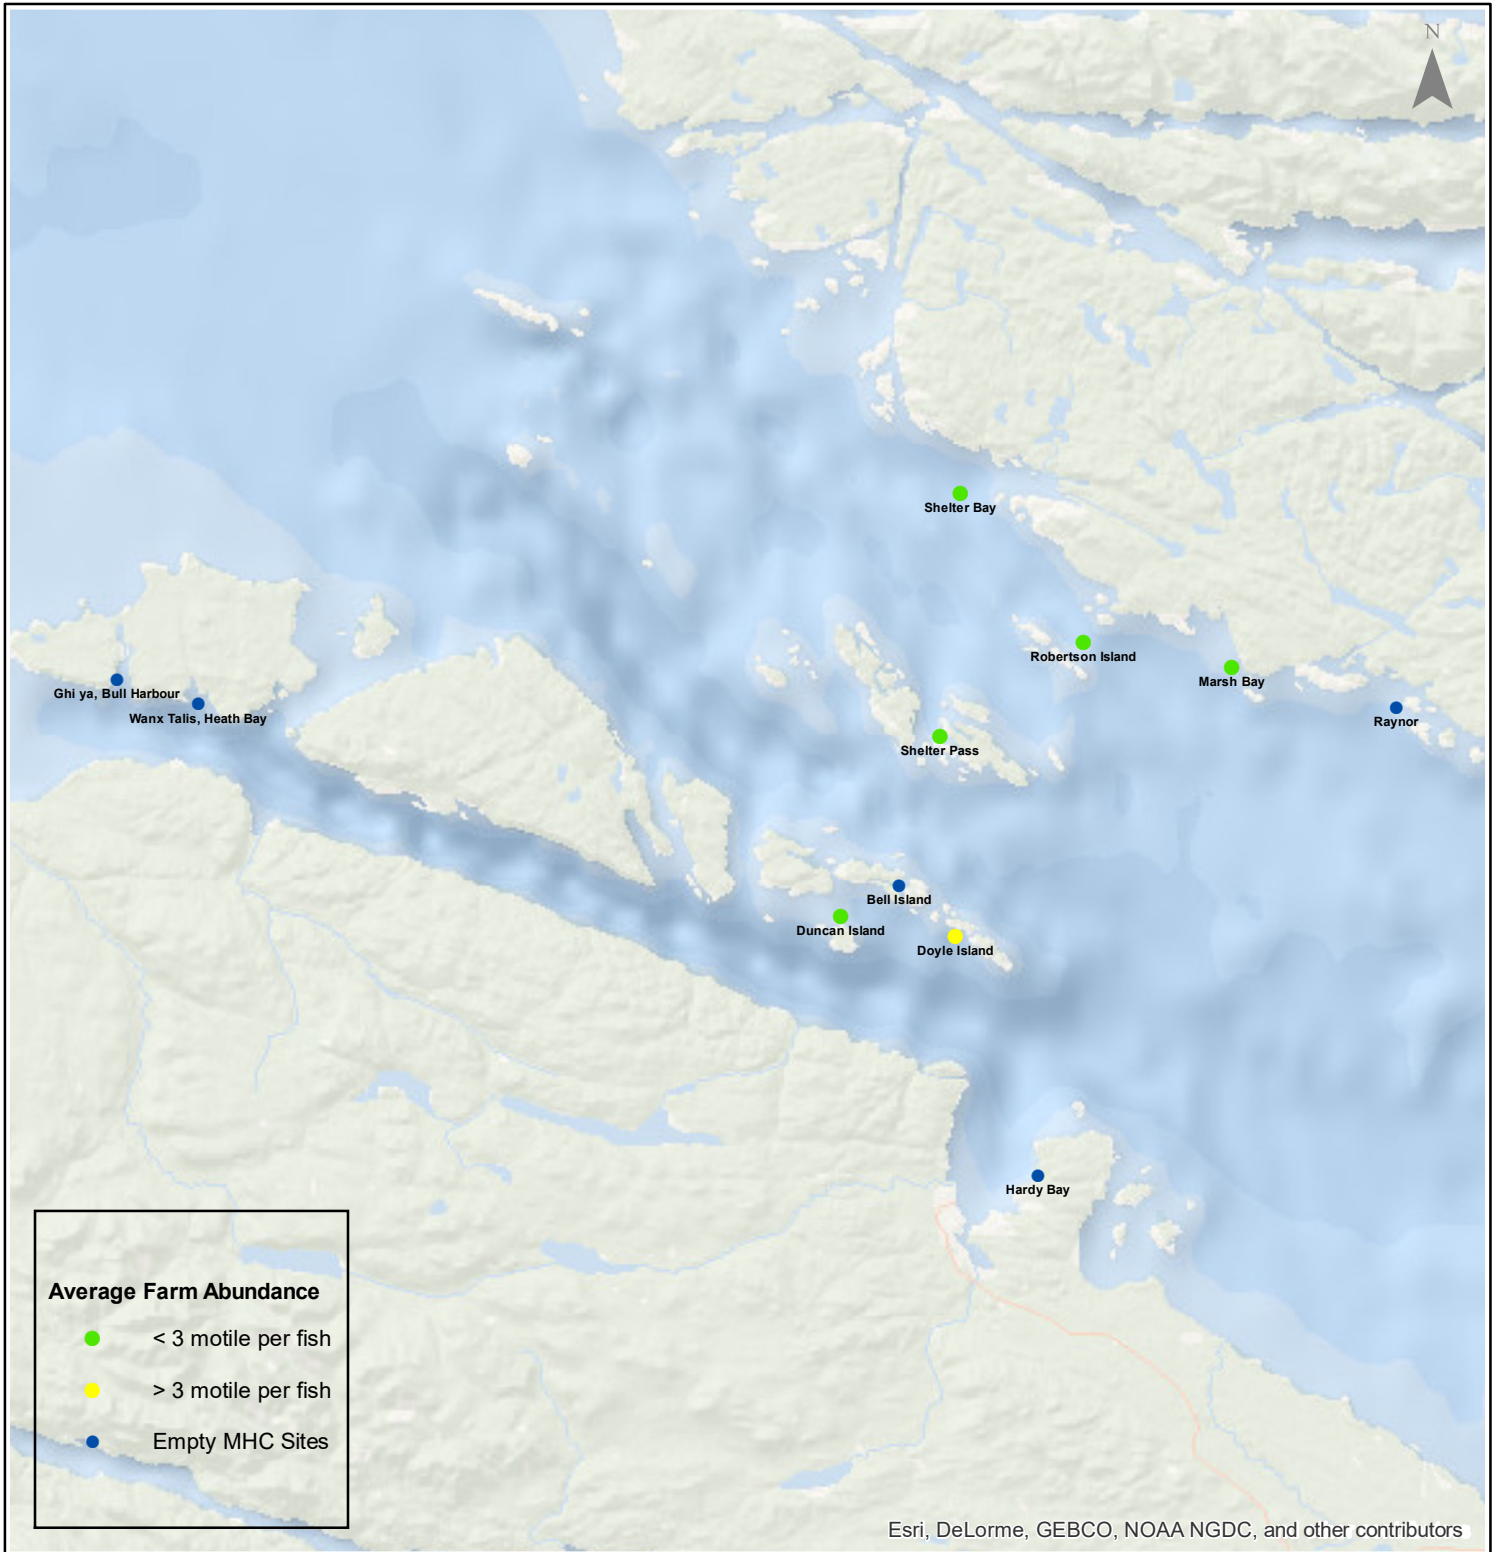 N
Shelter Bay
Robertson Island
Marsh Bay
Ghi ya, Bull Harbour
Wanx Talis, Heath Bay
Raynor
Shelter Pass
Bell Island
Duncan Island
Doyle Island
Hardy Bay
Average Farm Abundance
< 3 motile per fish
> 3 motile per fish
Empty MHC Sites
Esri, DeLorme, GEBCO, NOAA NGDC, and other contributors